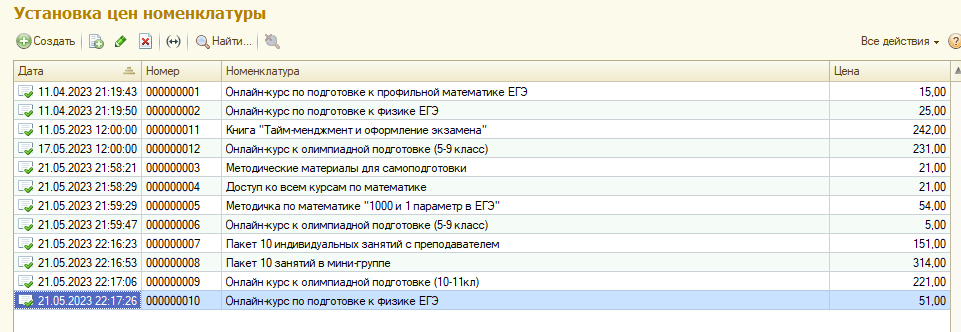 Установка цен номенклатуры
Создать Найти... Все действия ?
Дата Номер Номенклатура Цена
11.04.2023 21:19:43 000000001 Онлайн-курс по подготовке к профильной математике ЕГЭ 15,00
11.04.2023 21:19:50 000000002 Онлайн-курс по подготовке к физике ЕГЭ 25,00
11.05.2023 12:00:00 000000011 Книга "Тайм-менджмент и оформление экзамена" 242,00
17.05.2023 12:00:00 000000012 Онлайн-курс к олимпиадной подготовке (5-9 класс) 231,00
21.05.2023 21:58:21 000000003 Методические материалы для самоподготовки 21,00
21.05.2023 21:58:29 000000004 Доступ ко всем курсам по математике 21,00
21.05.2023 21:59:29 000000005 Методичка по математике "1000 и 1 параметр в ЕГЭ" 54,00
21.05.2023 21:59:47 000000006 Онлайн-курс к олимпиадной подготовке (5-9 класс) 5,00
21.05.2023 22:16:23 000000007 Пакет 10 индивидуальных занятий с преподавателем 151,00
21.05.2023 22:16:53 000000008 Пакет 10 занятий в мини-группе 314,00
21.05.2023 22:17:06 000000009 Онлайн курс к олимпиадной подготовке (10-11кл) 221,00
21.05.2023 22:17:26 000000010 Онлайн-курс по подготовке к физике ЕГЭ 51,00